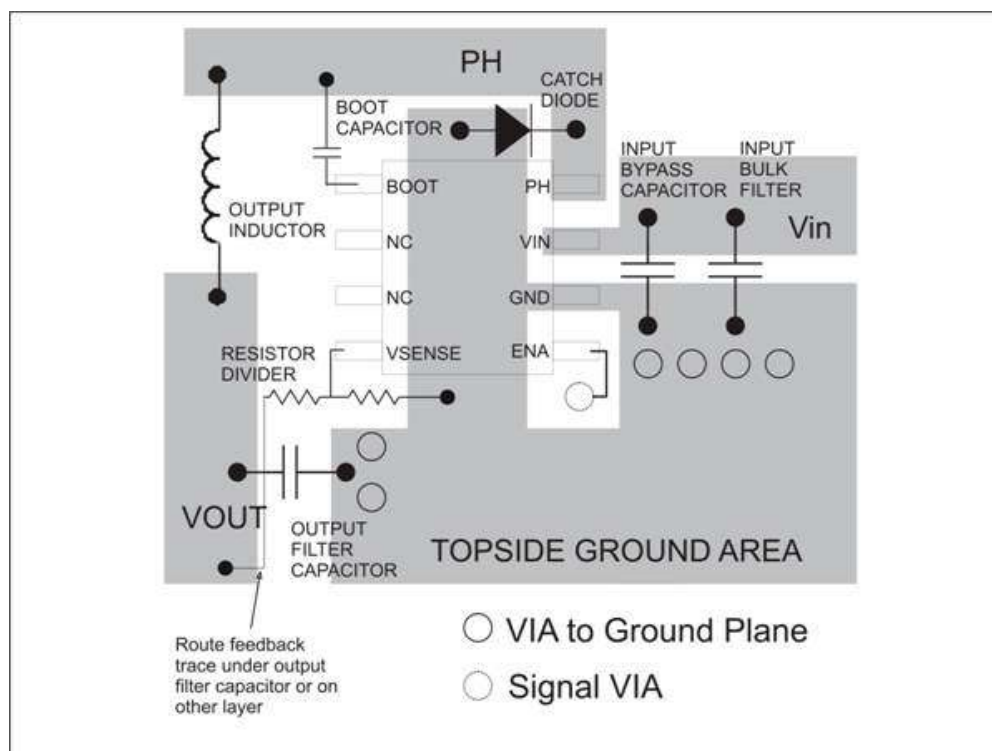 PH
CATCH
DIODE
BOOT
CAPACITOR
INPUT
BYPASS
CAPACITOR
INPUT
BULK
FILTER
BOOT
PH
OUTPUT
INDUCTOR
NC
VIN
Vin
NC
GND
RESISTOR
DIVIDER
VSENSE
ENA
VOUT
OUTPUT
FILTER
CAPACITOR
TOPSIDE GROUND AREA
Route feedback
trace under output
filter capacitor or on
other layer
VIA to Ground Plane
Signal VIA